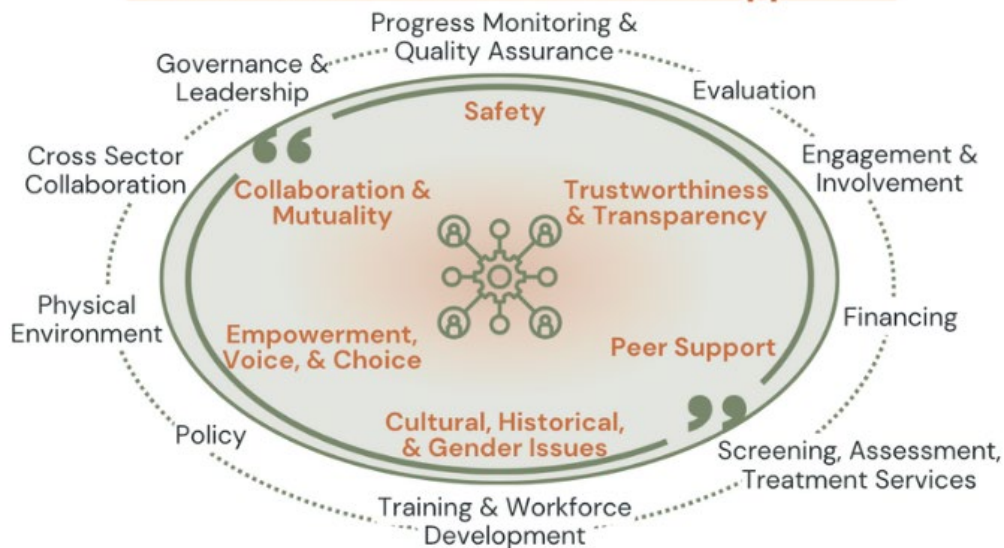 Progress Monitoring &
Quality Assurance
Governance &
Leadership
Evaluation
Safety
Cross Sector
Collaboration
Engagement &
Involvement
Collaboration &
Mutuality
Trustworthiness
& Transparency
Physical
Environment
Financing
Empowerment,
Voice, & Choice
Peer Support
Cultural, Historical,
& Gender Issues
Policy
Screening, Assessment,
Treatment Services
Training & Workforce
Development